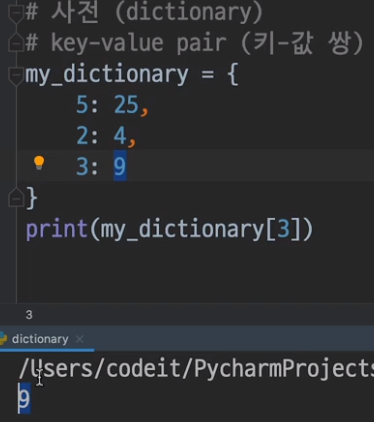 # 사전 (dictionary)
# key-value pair (키-값 쌍)
my_dictionary = {
    5: 25,
    2: 4,
    3: 9
}
print(my_dictionary[3])
3
dictionary ×
/Users/codeit/PycharmProjects
9